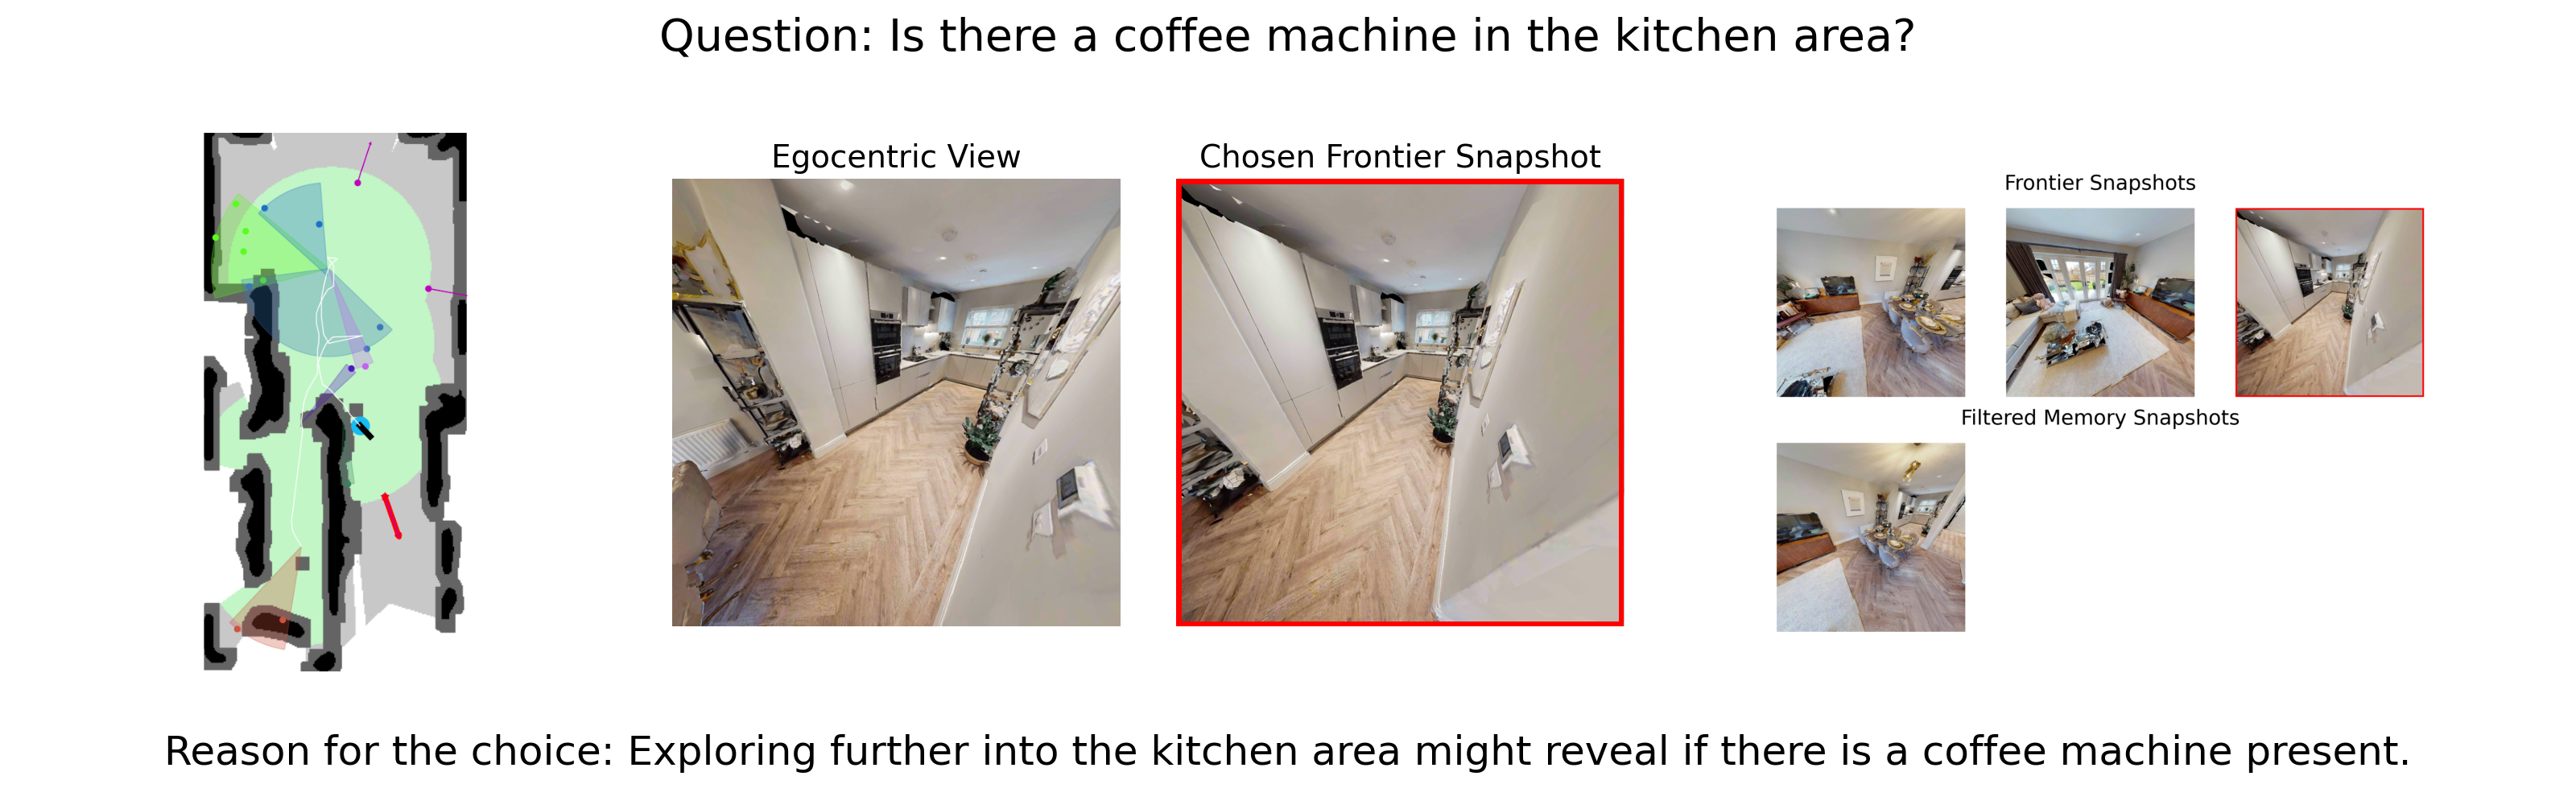 Question: Is there a coffee machine in the kitchen area?
Egocentric View
Chosen Frontier Snapshot
Frontier Snapshots
Filtered Memory Snapshots
Reason for the choice: Exploring further into the kitchen area might reveal if there is a coffee machine present.